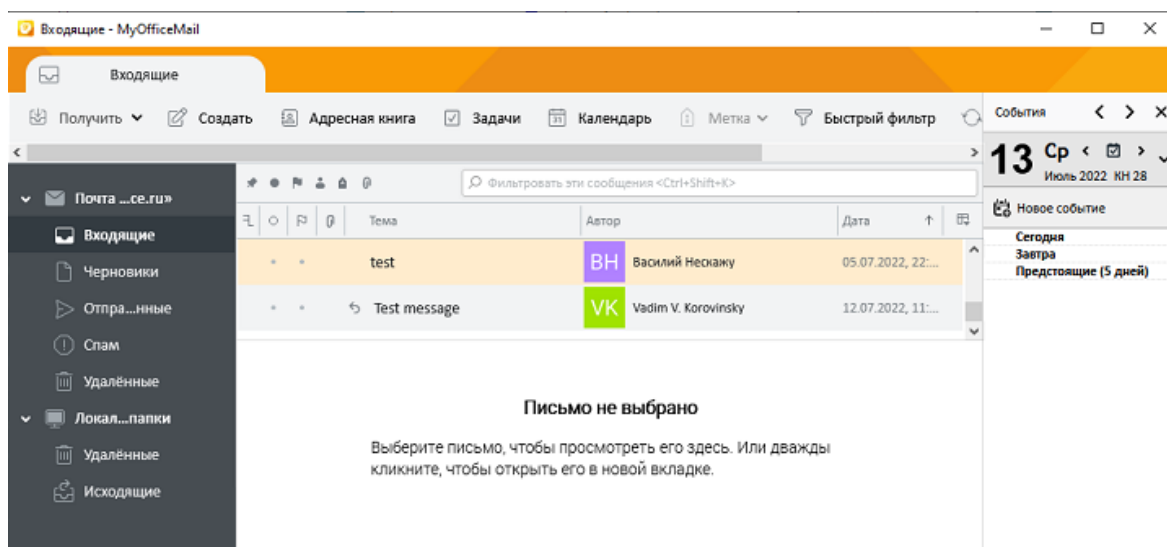 Входящие - MyOfficeMail
Входящие
Получить Создать Адресная книга Задачи 31 Календарь Метка Быстрый фильтр
События
13 Ср
Июль 2022 КН 28
Новое событие
Сегодня
Завтра
Предстоящие (5 дней)
Почта ...ce.ru»
Входящие
Черновики
Отпра...нные
Спам
Удалённые
Локал...папки
Удалённые
Исходящие
Фильтровать эти сообщения <Ctrl+Shift+K>
Тема Автор Дата
test ВН Василий Нескажу 05.07.2022, 22:...
Test message VK Vadim V. Korovinsky 12.07.2022, 11:...
Письмо не выбрано
Выберите письмо, чтобы просмотреть его здесь. Или дважды
кликните, чтобы открыть его в новой вкладке.